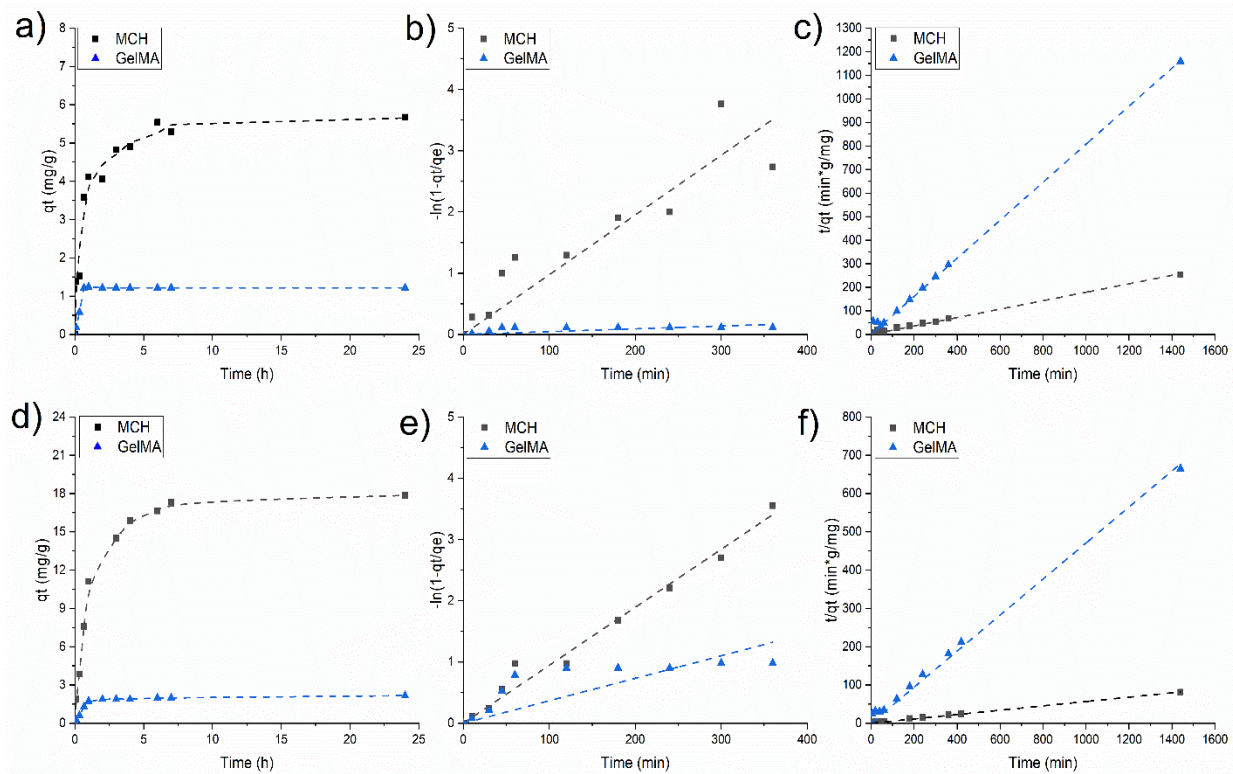 a)
MCH
GelMA
qt (mg/g)
8
7
6
5
4
3
2
1
0
0 5 10 15 20 25
Time (h)
b)
MCH
GelMA
-ln(1-qt/qe)
5
4
3
2
1
0
0 100 200 300 400
Time (min)
c)
MCH
GelMA
t/qt (min*g/mg)
1300
1200
1100
1000
900
800
700
600
500
400
300
200
100
0
0 200 400 600 800 1000 1200 1400 1600
Time (min)
d)
MCH
GelMA
qt (mg/g)
24
21
18
15
12
9
6
3
0
0 5 10 15 20 25
Time (h)
e)
MCH
GelMA
-ln(1-qt/qe)
5
4
3
2
1
0
0 100 200 300 400
Time (min)
f)
MCH
GelMA
t/qt (min*g/mg)
800
700
600
500
400
300
200
100
0
0 200 400 600 800 1000 1200 1400 1600
Time (min)